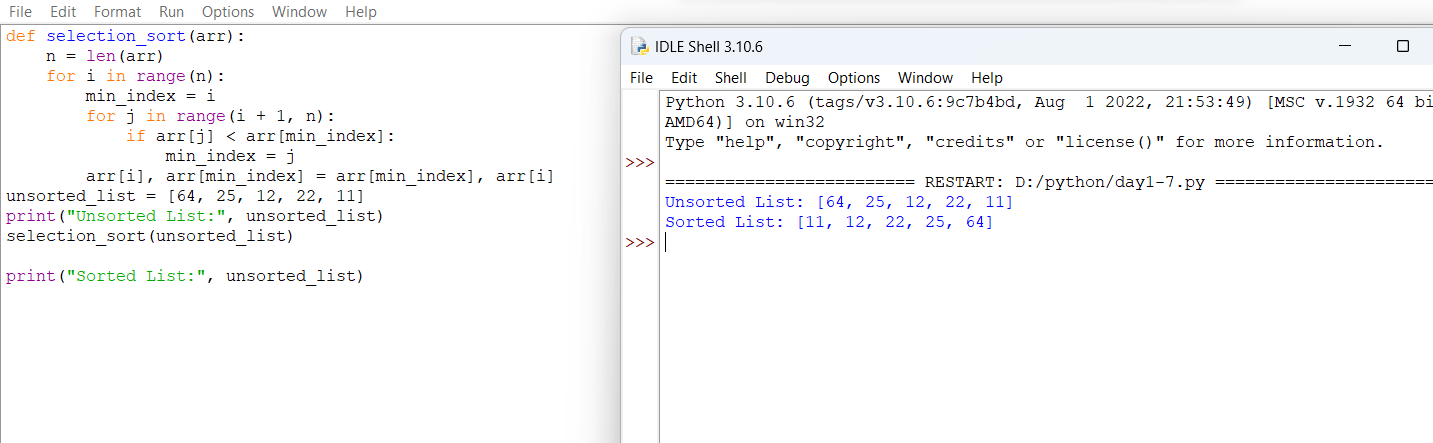 File Edit Format Run Options Window Help
def selection_sort(arr):
    n = len(arr)
    for i in range(n):
        min_index = i
        for j in range(i + 1, n):
            if arr[j] < arr[min_index]:
                min_index = j
        arr[i], arr[min_index] = arr[min_index], arr[i]
unsorted_list = [64, 25, 12, 22, 11]
print("Unsorted List:", unsorted_list)
selection_sort(unsorted_list)
print("Sorted List:", unsorted_list)
IDLE Shell 3.10.6
File Edit Shell Debug Options Window Help
Python 3.10.6 (tags/v3.10.6:9c7b4bd, Aug  1 2022, 21:53:49) [MSC v.1932 64 bi
AMD64)] on win32
Type "help", "copyright", "credits" or "license()" for more information.
>>>
========================= RESTART: D:/python/day1-7.py ======================
Unsorted List: [64, 25, 12, 22, 11]
Sorted List: [11, 12, 22, 25, 64]
>>>